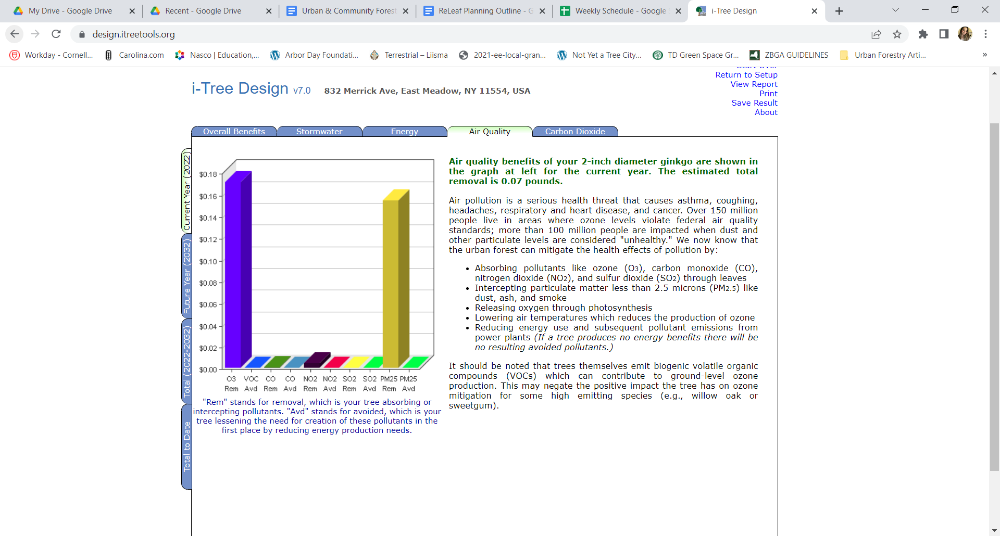 My Drive - Google Drive
Recent - Google Drive
Urban & Community Forest
ReLeaf Planning Outline - G
Weekly Schedule - Google
i-Tree Design
design.itreetools.org
Workday - Cornell...
Carolina.com
Nasco | Education,...
Arbor Day Foundati...
Terrestrial – Liisma
2021-ee-local-gran...
Not Yet a Tree City...
TD Green Space Gr...
ZBGA GUIDELINES
Urban Forestry Arti...
»
Start Over
Return to Setup
View Report
Print
Save Result
About
i-Tree Design v7.0
832 Merrick Ave, East Meadow, NY 11554, USA
Overall Benefits
Stormwater
Energy
Air Quality
Carbon Dioxide
Current Year (2022)
Future Year (2032)
Total (2022-2032)
Total to Date
$0.18
$0.16
$0.14
$0.12
$0.10
$0.08
$0.06
$0.04
$0.02
$0.00
O3 VOC CO CO NO2 NO2 SO2 SO2 PM25 PM25
Rem Avd Rem Avd Rem Avd Rem Avd Rem Avd
"Rem" stands for removal, which is your tree absorbing or
intercepting pollutants. "Avd" stands for avoided, which is your
tree lessening the need for creation of these pollutants in the
first place by reducing energy production needs.
Air quality benefits of your 2-inch diameter ginkgo are shown in
the graph at left for the current year. The estimated total
removal is 0.07 pounds.
Air pollution is a serious health threat that causes asthma, coughing,
headaches, respiratory and heart disease, and cancer. Over 150 million
people live in areas where ozone levels violate federal air quality
standards; more than 100 million people are impacted when dust and
other particulate levels are considered "unhealthy." We now know that
the urban forest can mitigate the health effects of pollution by:
• Absorbing pollutants like ozone (O3), carbon monoxide (CO),
nitrogen dioxide (NO2), and sulfur dioxide (SO2) through leaves
• Intercepting particulate matter less than 2.5 microns (PM2.5) like
dust, ash, and smoke
• Releasing oxygen through photosynthesis
• Lowering air temperatures which reduces the production of ozone
• Reducing energy use and subsequent pollutant emissions from
power plants (If a tree produces no energy benefits there will be
no resulting avoided pollutants.)
It should be noted that trees themselves emit biogenic volatile organic
compounds (VOCs) which can contribute to ground-level ozone
production. This may negate the positive impact the tree has on ozone
mitigation for some high emitting species (e.g., willow oak or
sweetgum).